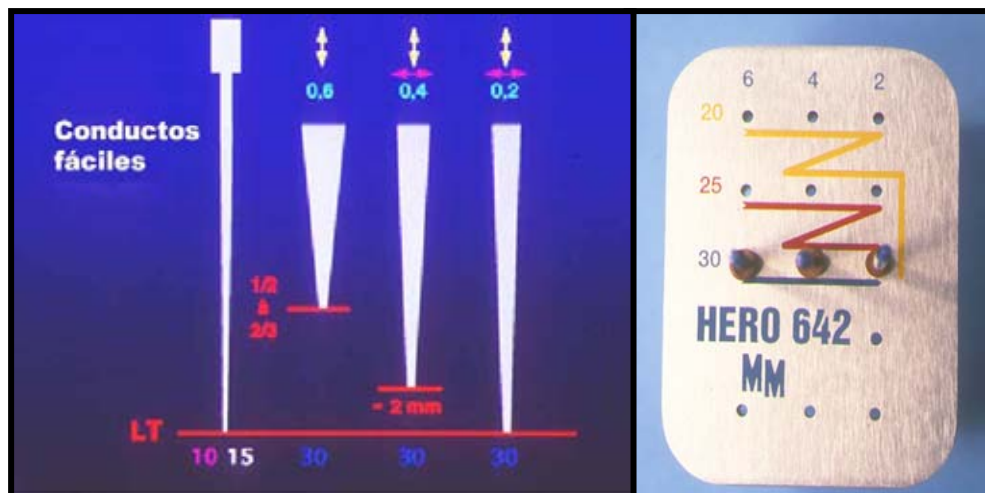 0,6 0,4 0,2
Conductos
fáciles
1/2
à
2/3
- 2 mm
LT
10 15 30 30 30
6 4 2
20
25
30
HERO 642
MM